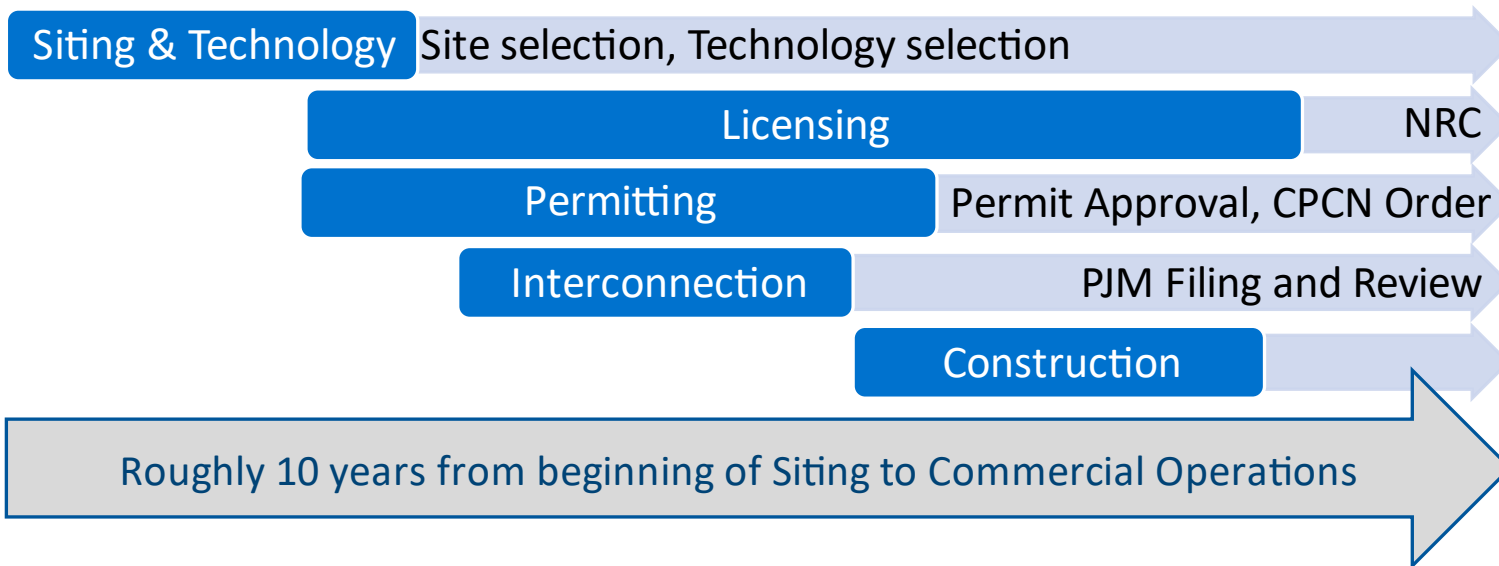 Siting & Technology Site selection, Technology selection
Licensing NRC
Permitting Permit Approval, CPCN Order
Interconnection PJM Filing and Review
Construction
Roughly 10 years from beginning of Siting to Commercial Operations